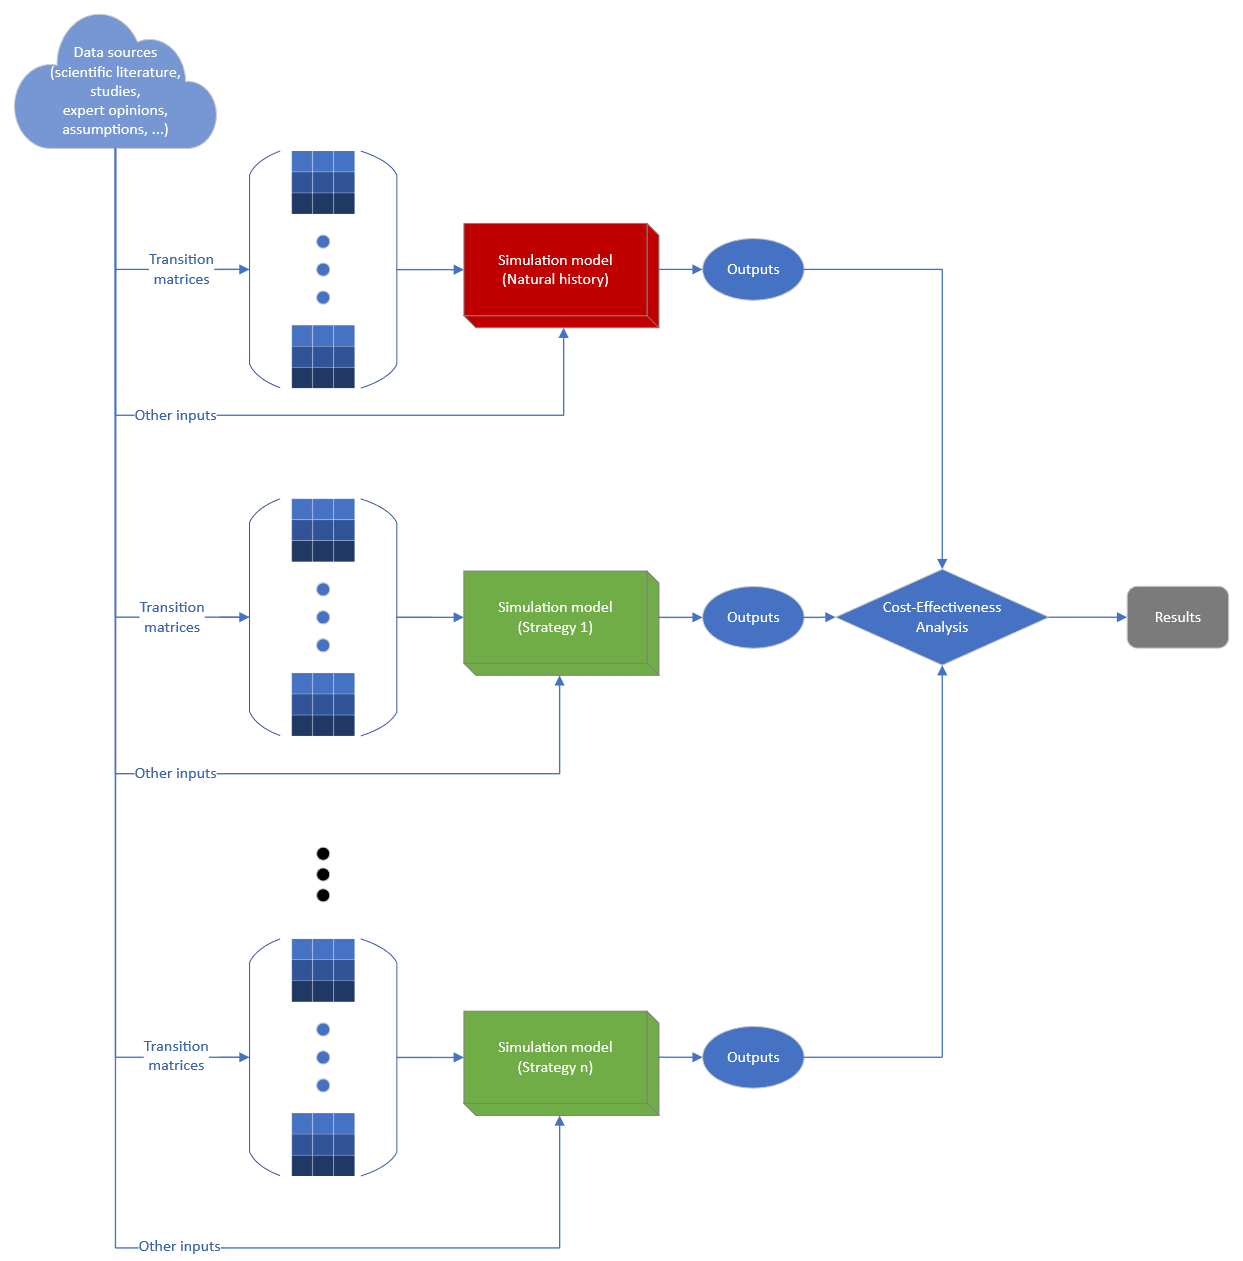 Data sources
(scientific literature,
studies,
expert opinions,
assumptions, ...)
Transition
matrices
Simulation model
(Natural history)
Outputs
Other inputs
Transition
matrices
Simulation model
(Strategy 1)
Outputs
Cost-Effectiveness
Analysis
Results
Other inputs
Transition
matrices
Simulation model
(Strategy n)
Outputs
Other inputs